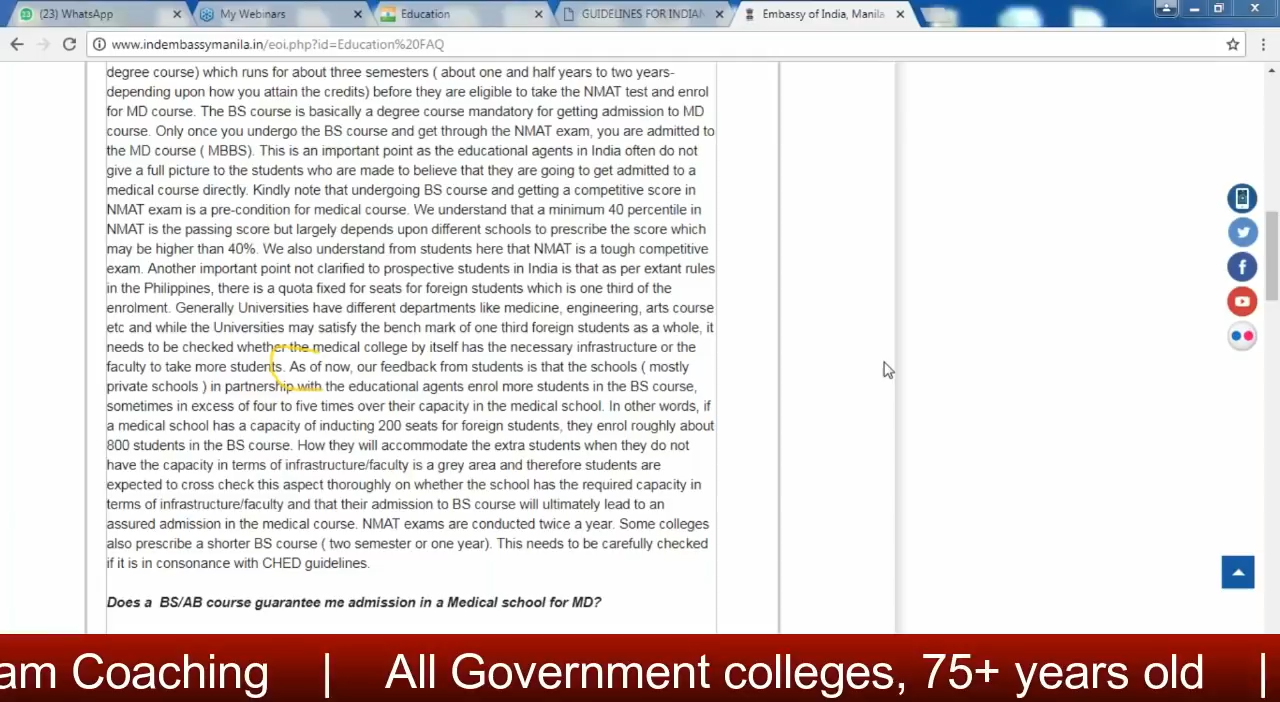 (23) WhatsApp
My Webinars
Education
GUIDELINES FOR INDIAN
Embassy of India, Manila
www.indembassymanila.in/eoi.php?id=Education%20FAQ
degree course) which runs for about three semesters ( about one and half years to two years-
depending upon how you attain the credits) before they are eligible to take the NMAT test and enrol
for MD course. The BS course is basically a degree course mandatory for getting admission to MD
course. Only once you undergo the BS course and get through the NMAT exam, you are admitted to
the MD course ( MBBS). This is an important point as the educational agents in India often do not
give a full picture to the students who are made to believe that they are going to get admitted to a
medical course directly. Kindly note that undergoing BS course and getting a competitive score in
NMAT exam is a pre-condition for medical course. We understand that a minimum 40 percentile in
NMAT is the passing score but largely depends upon different schools to prescribe the score which
may be higher than 40%. We also understand from students here that NMAT is a tough competitive
exam. Another important point not clarified to prospective students in India is that as per extant rules
in the Philippines, there is a quota fixed for seats for foreign students which is one third of the
enrolment. Generally Universities have different departments like medicine, engineering, arts course
etc and while the Universities may satisfy the bench mark of one third foreign students as a whole, it
needs to be checked whether the medical college by itself has the necessary infrastructure or the
faculty to take more students. As of now, our feedback from students is that the schools ( mostly
private schools ) in partnership with the educational agents enrol more students in the BS course,
sometimes in excess of four to five times over their capacity in the medical school. In other words, if
a medical school has a capacity of inducting 200 seats for foreign students, they enrol roughly about
800 students in the BS course. How they will accommodate the extra students when they do not
have the capacity in terms of infrastructure/faculty is a grey area and therefore students are
expected to cross check this aspect thoroughly on whether the school has the required capacity in
terms of infrastructure/faculty and that their admission to BS course will ultimately lead to an
assured admission in the medical course. NMAT exams are conducted twice a year. Some colleges
also prescribe a shorter BS course ( two semester or one year). This needs to be carefully checked
if it is in consonance with CHED guidelines.
Does a BS/AB course guarantee me admission in a Medical school for MD?
am Coaching | All Government colleges, 75+ years old |